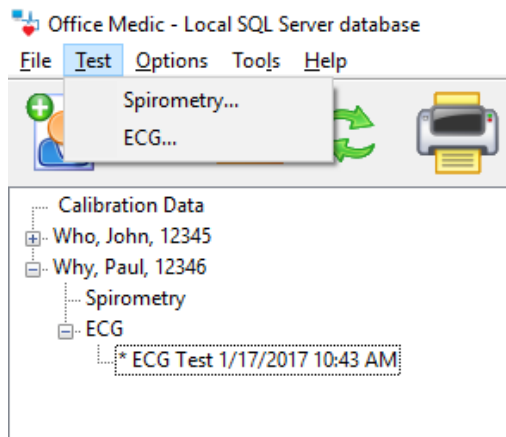 Office Medic - Local SQL Server database
File Test Options Tools Help
Spirometry...
ECG...
Calibration Data
Who, John, 12345
Why, Paul, 12346
Spirometry
ECG
* ECG Test 1/17/2017 10:43 AM